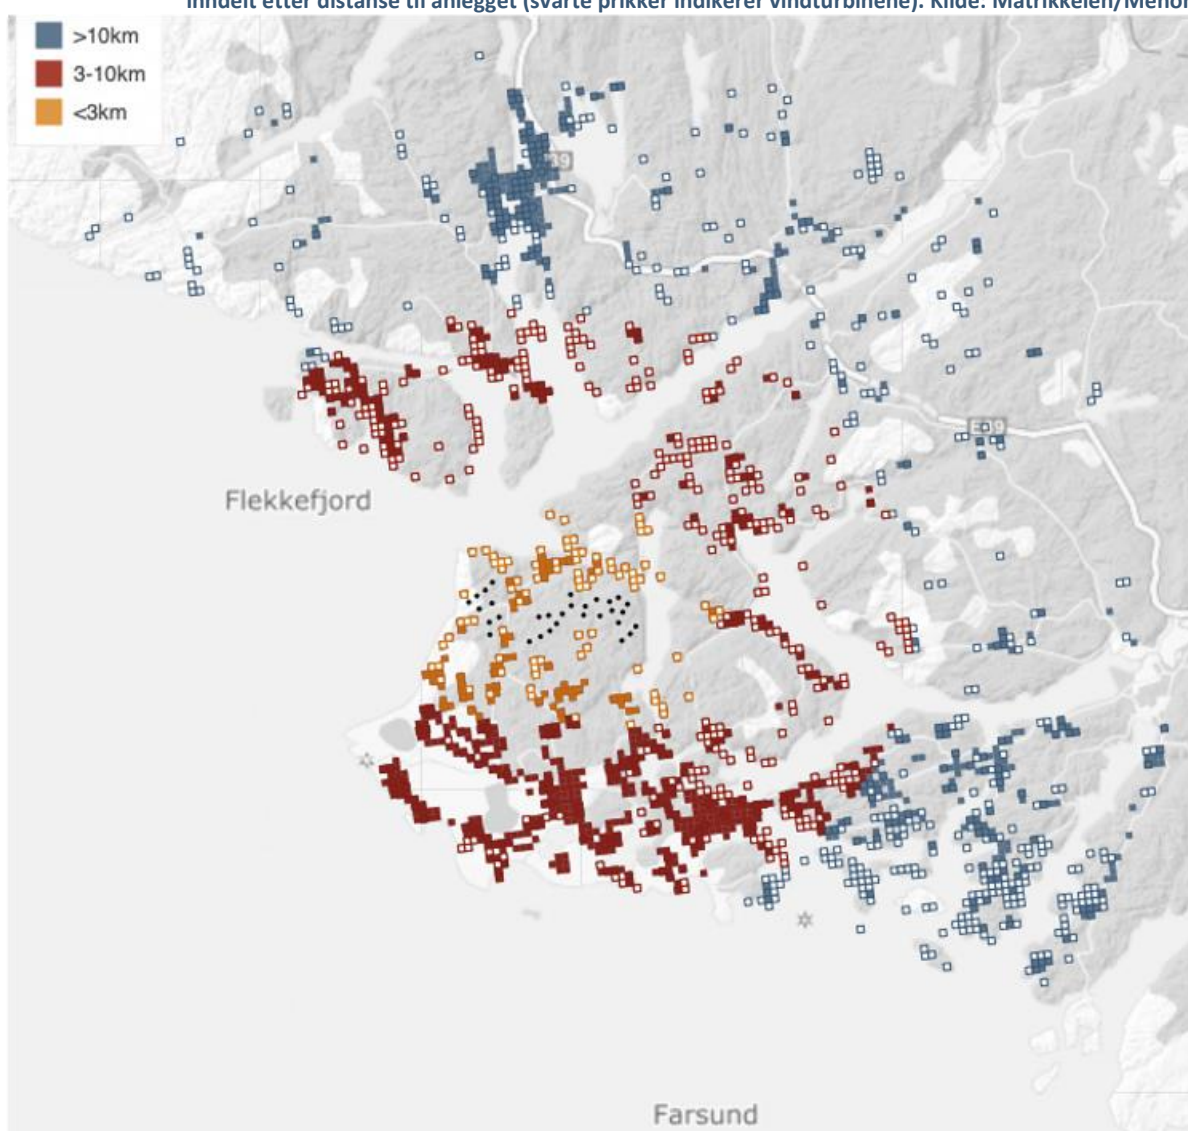 inndelt etter distanse til anlegget (svarte prikker indikerer vindturbinene). Kilde: Matrikkelen/Menon
>10km
3-10km
<3km
E39
Flekkefjord
Farsund